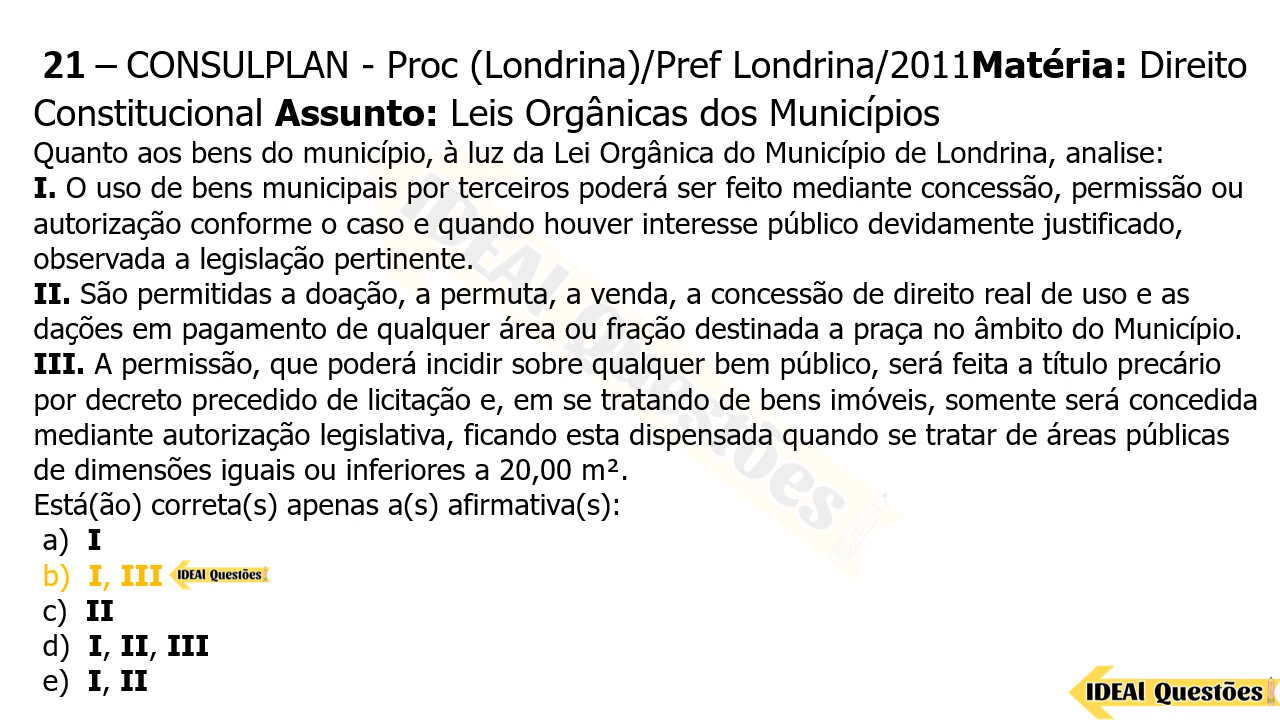 21 – CONSULPLAN - Proc (Londrina)/Pref Londrina/2011Matéria: Direito
Constitucional Assunto: Leis Orgânicas dos Municípios
Quanto aos bens do município, à luz da Lei Orgânica do Município de Londrina, analise:
I. O uso de bens municipais por terceiros poderá ser feito mediante concessão, permissão ou
autorização conforme o caso e quando houver interesse público devidamente justificado,
observada a legislação pertinente.
II. São permitidas a doação, a permuta, a venda, a concessão de direito real de uso e as
dações em pagamento de qualquer área ou fração destinada a praça no âmbito do Município.
III. A permissão, que poderá incidir sobre qualquer bem público, será feita a título precário
por decreto precedido de licitação e, em se tratando de bens imóveis, somente será concedida
mediante autorização legislativa, ficando esta dispensada quando se tratar de áreas públicas
de dimensões iguais ou inferiores a 20,00 m².
Está(ão) correta(s) apenas a(s) afirmativa(s):
a) I
b) I, III IDEAl Questões
c) II
d) I, II, III
e) I, II
IDEAl Questões
IDEAl Questões